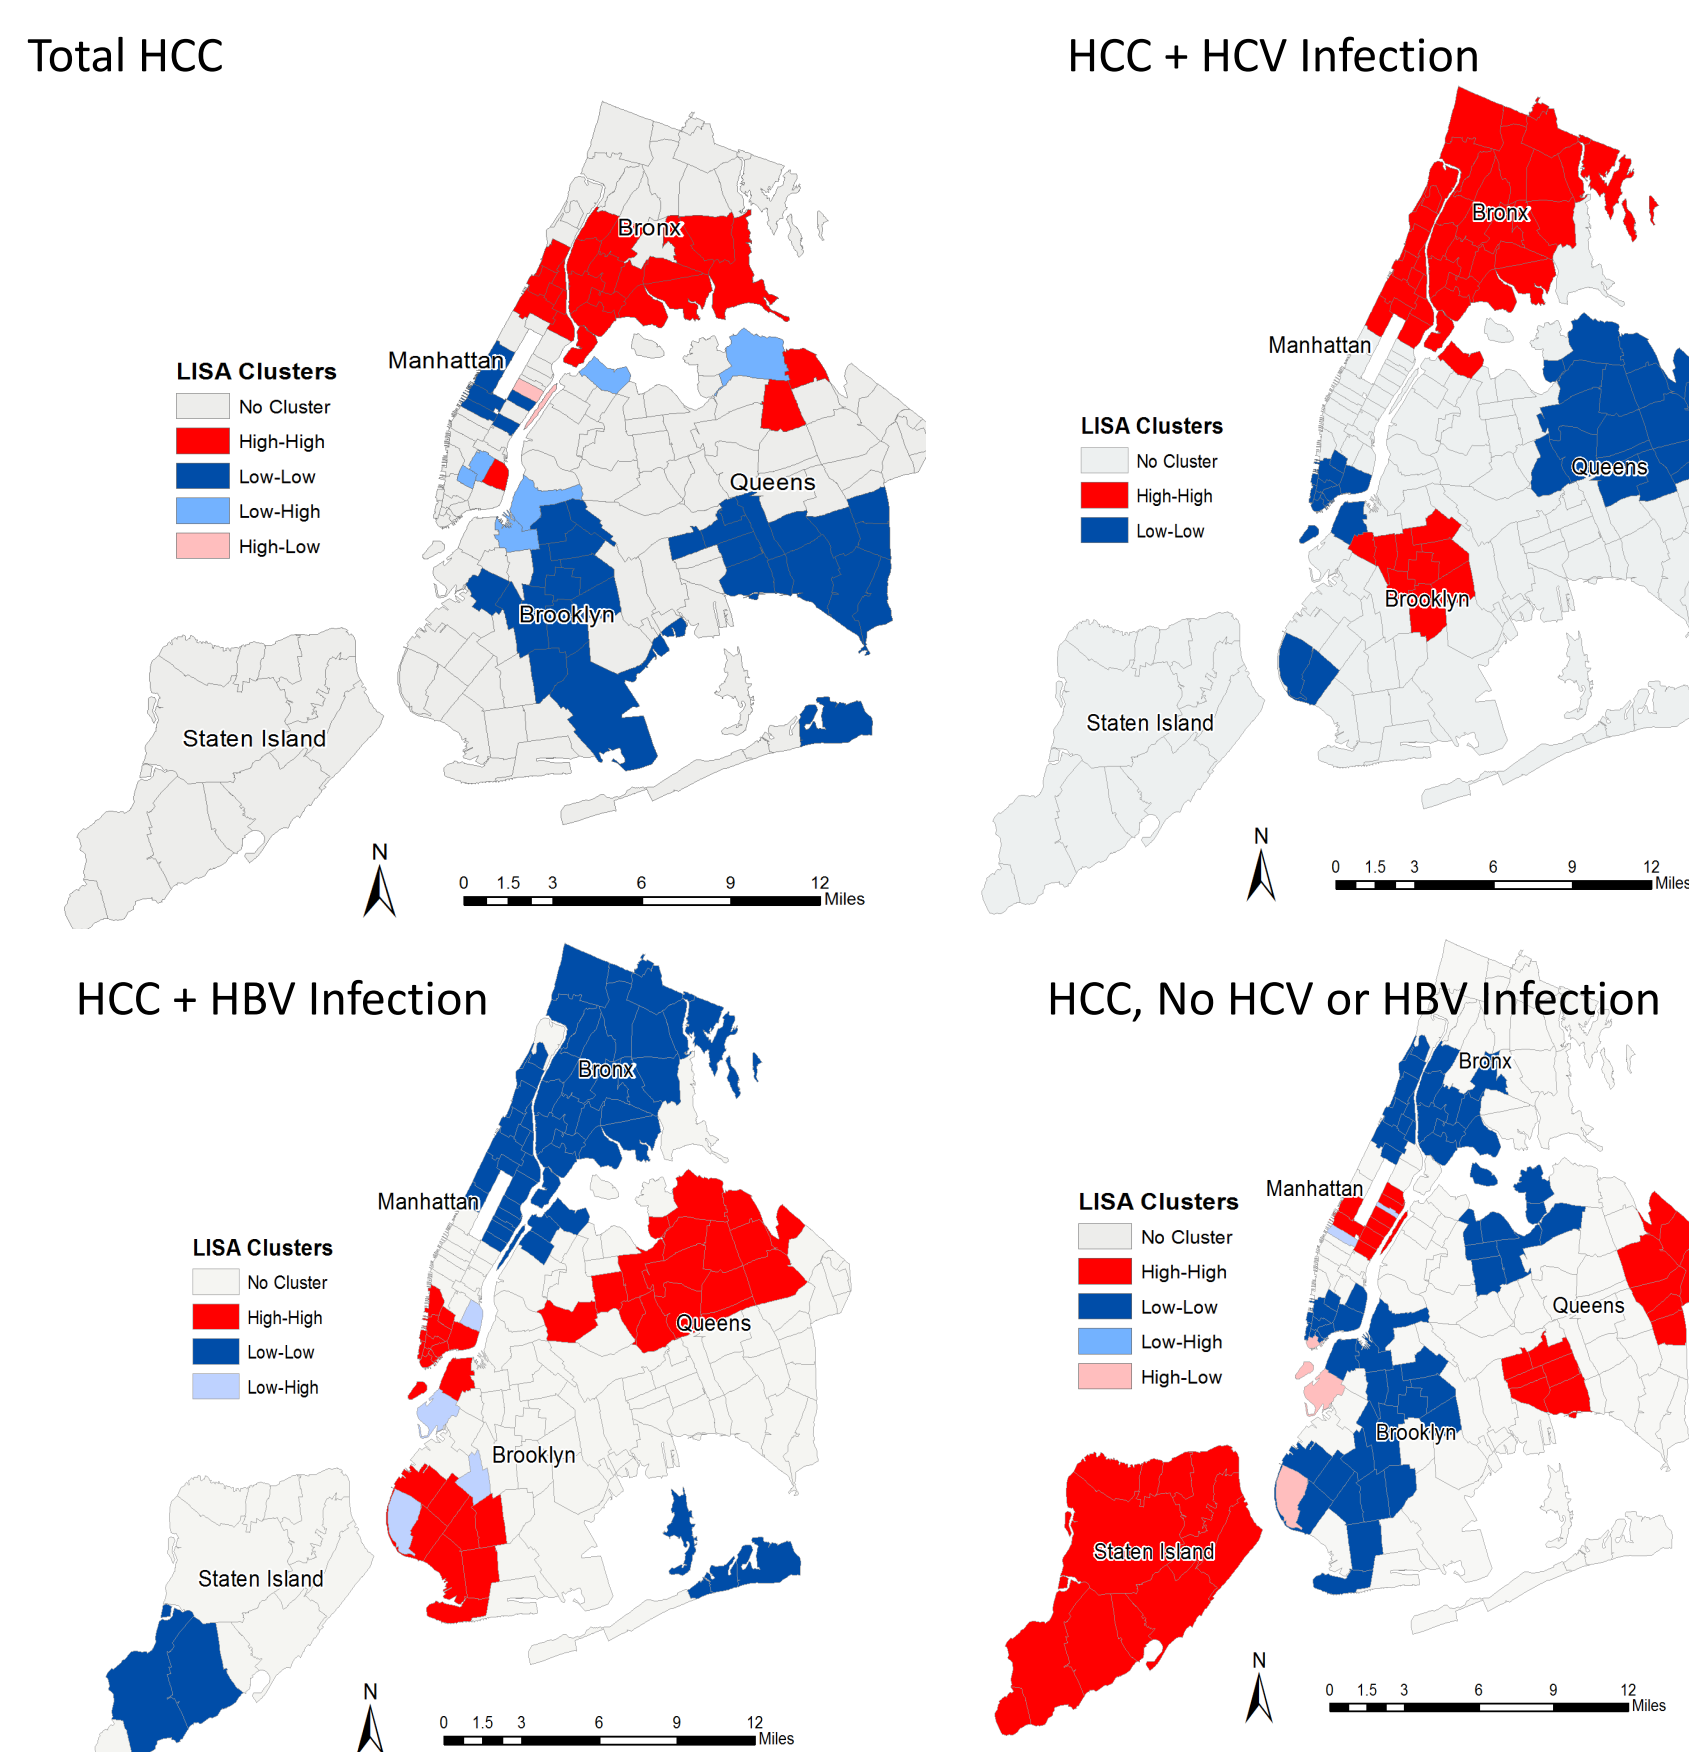 Total HCC
Bronx
Manhattan
LISA Clusters
No Cluster
High-High
Low-Low
Low-High
High-Low
Queens
Brooklyn
Staten Island
N
0 1.5 3 6 9 12
Miles
HCC + HCV Infection
Bronx
Manhattan
LISA Clusters
No Cluster
High-High
Low-Low
Queens
Brooklyn
Staten Island
N
0 1.5 3 6 9 12
Miles
HCC + HBV Infection
Bronx
Manhattan
LISA Clusters
No Cluster
High-High
Low-Low
Low-High
Queens
Brooklyn
Staten Island
N
0 1.5 3 6 9 12
Miles
HCC, No HCV or HBV Infection
Bronx
Manhattan
LISA Clusters
No Cluster
High-High
Low-Low
Low-High
High-Low
Queens
Brooklyn
Staten Island
N
0 1.5 3 6 9 12
Miles